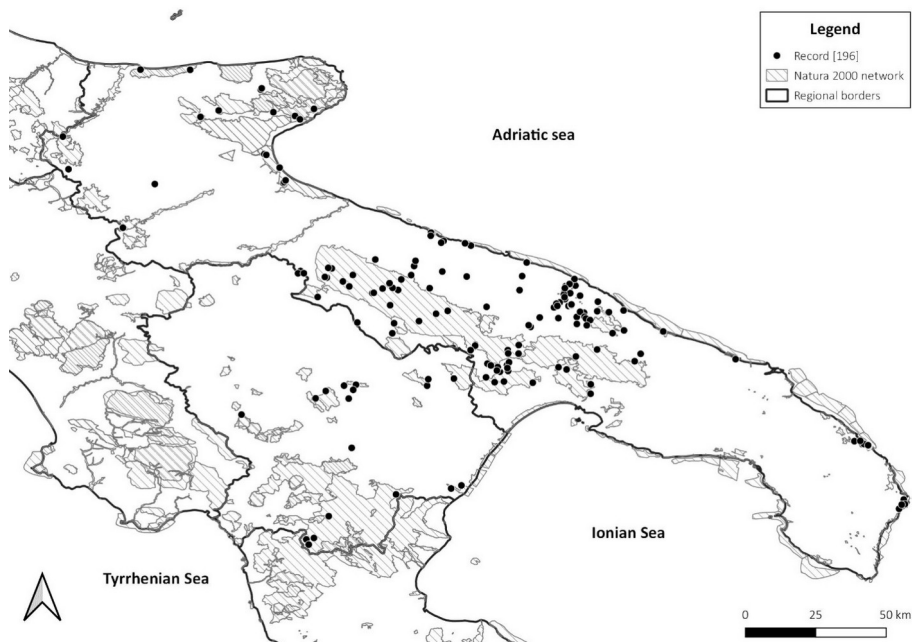 Legend
Record [196]
Natura 2000 network
Regional borders
Adriatic sea
Ionian Sea
Tyrrhenian Sea
0 25 50 km